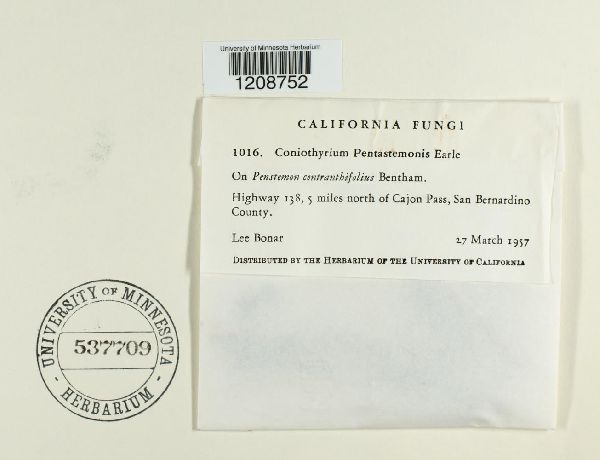 University of Minnesota Herbarium
1208752
CALIFORNIA FUNGI
1016. Coniothyrium Pentastemonis Earle
On Penstemon centranthifolius Bentham.
Highway 138, 5 miles north of Cajon Pass, San Bernardino
County.
Lee Bonar 27 March 1957
DISTRIBUTED BY THE HERBARIUM OF THE UNIVERSITY OF CALIFORNIA
UNIVERSITY OF MINNESOTA
537709
- HERBARIUM -